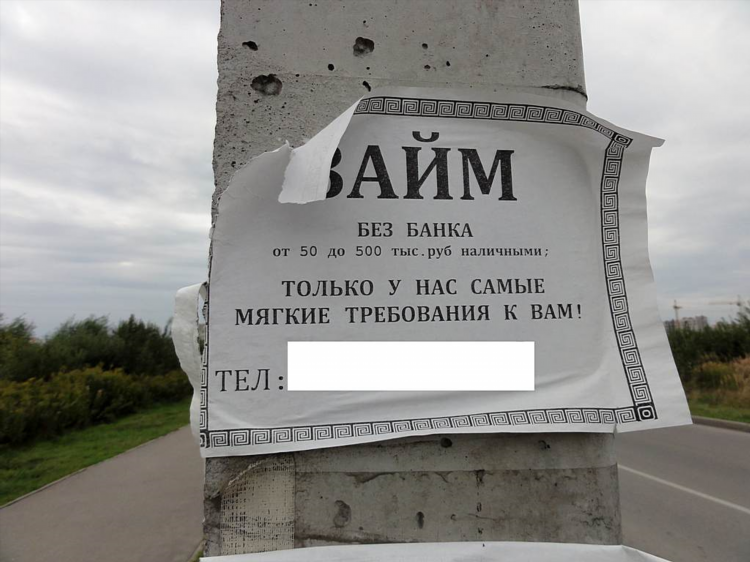 ЗАЙМ
БЕЗ БАНКА
от 50 до 500 тыс.руб наличными;
ТОЛЬКО У НАС САМЫЕ
МЯГКИЕ ТРЕБОВАНИЯ К ВАМ!
ТЕЛ: